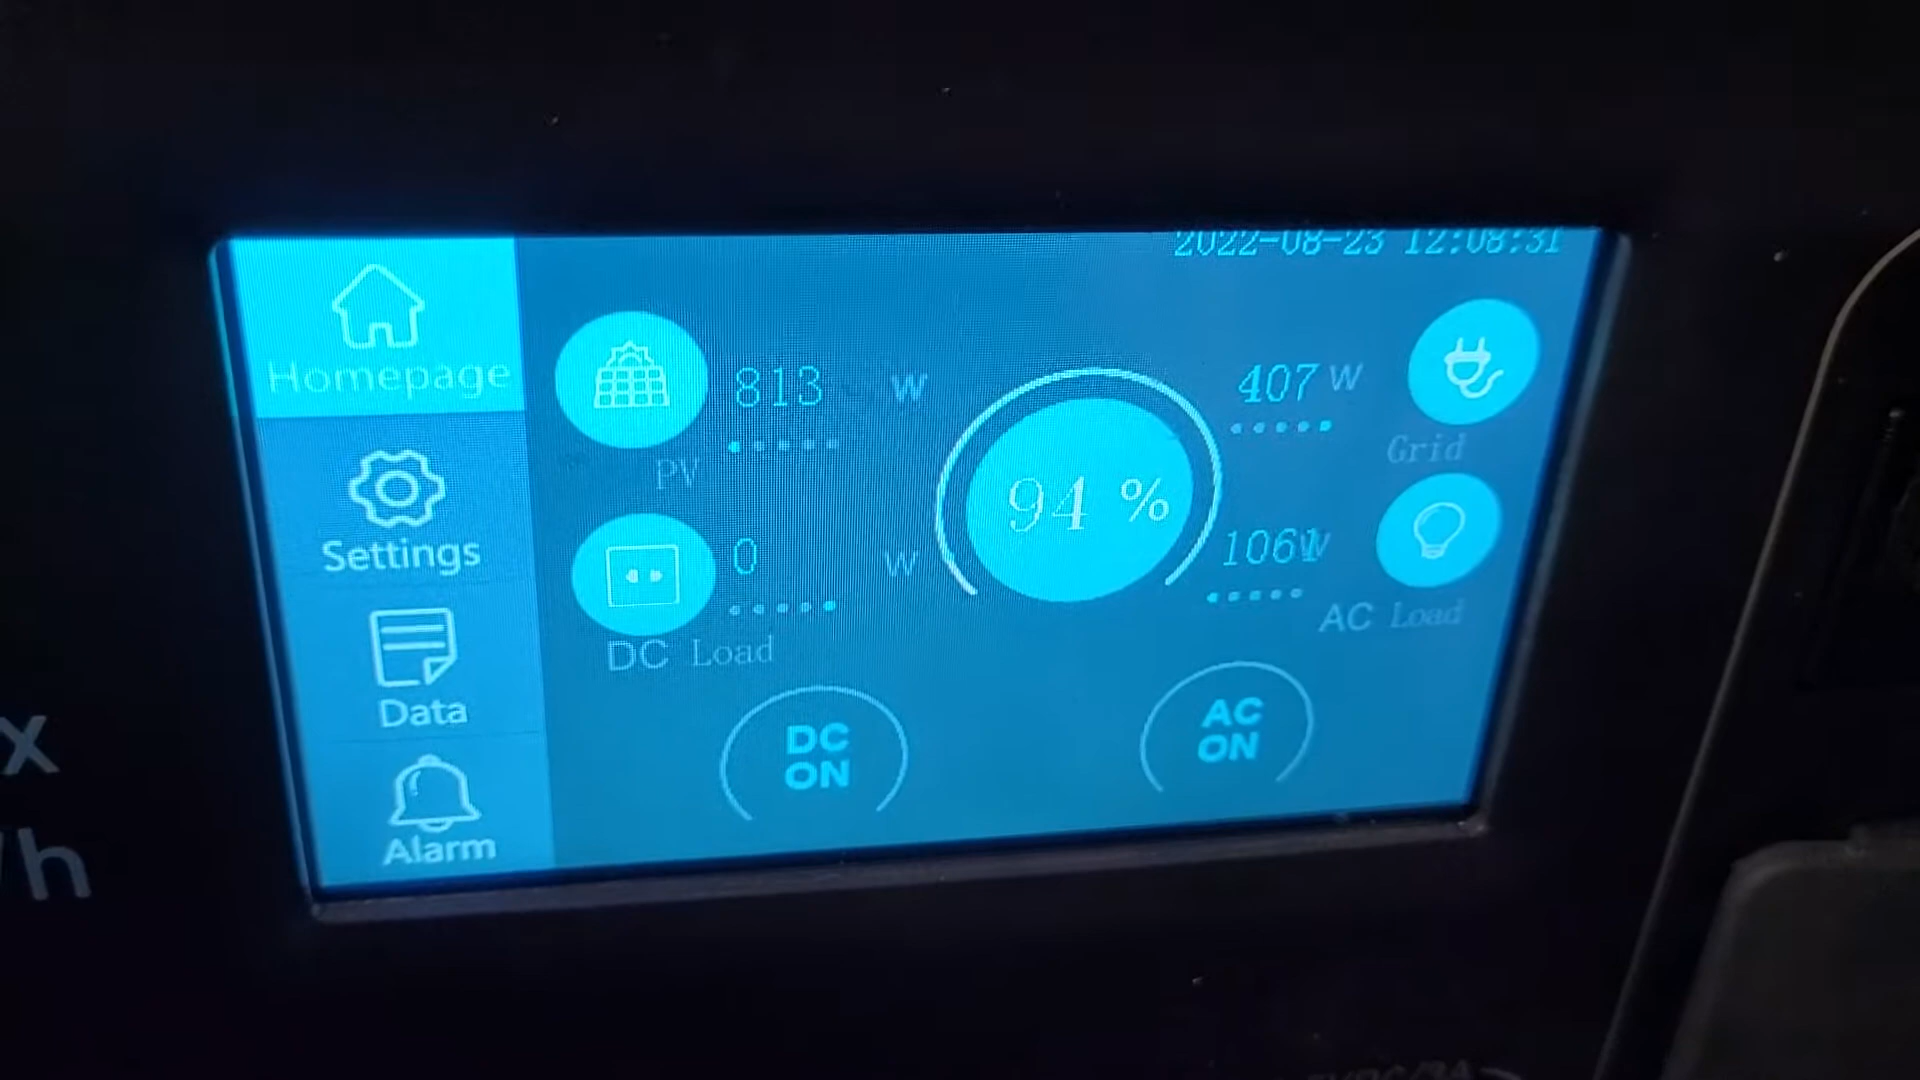 2022-08-23 12:08:31
Homepage
813 W
407 W
PV
Grid
94 %
Settings
0 W
1061W
AC Load
DC Load
Data
DC
ON
AC
ON
Alarm
x
h